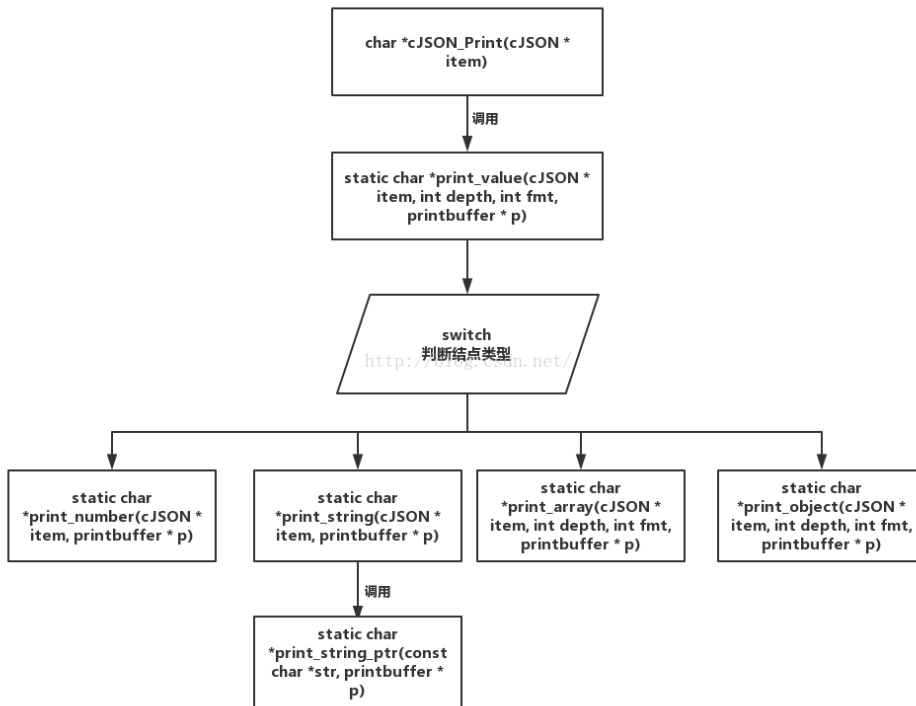 char *cJSON_Print(cJSON *
item)
调用
static char *print_value(cJSON *
item, int depth, int fmt,
printbuffer * p)
switch
判断结点类型
http://blog.csdn.net/
static char
*print_number(cJSON *
item, printbuffer * p)
static char
*print_string(cJSON *
item, printbuffer * p)
static char
*print_array(cJSON *
item, int depth, int fmt,
printbuffer * p)
static char
*print_object(cJSON *
item, int depth, int fmt,
printbuffer * p)
调用
static char
*print_string_ptr(const
char *str, printbuffer *
p)